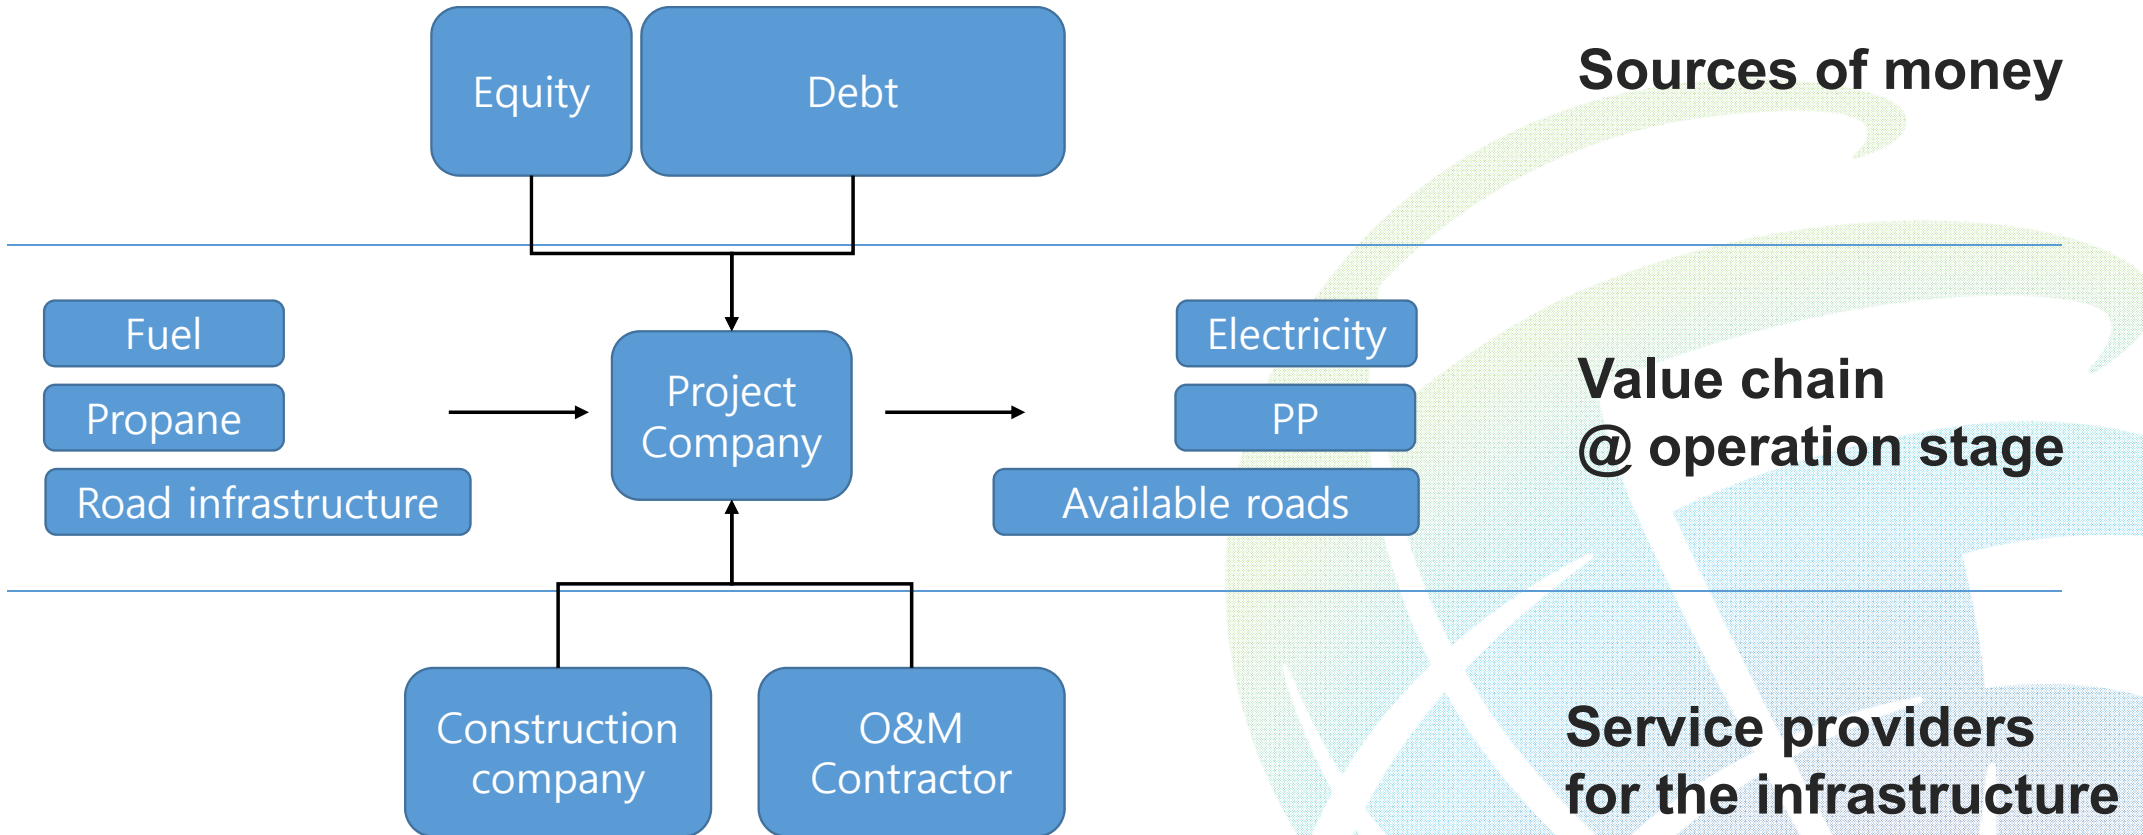 Equity
Debt
Sources of money
Fuel
Propane
Road infrastructure
Project
Company
Electricity
PP
Available roads
Value chain
@ operation stage
Construction
company
O&M
Contractor
Service providers
for the infrastructure